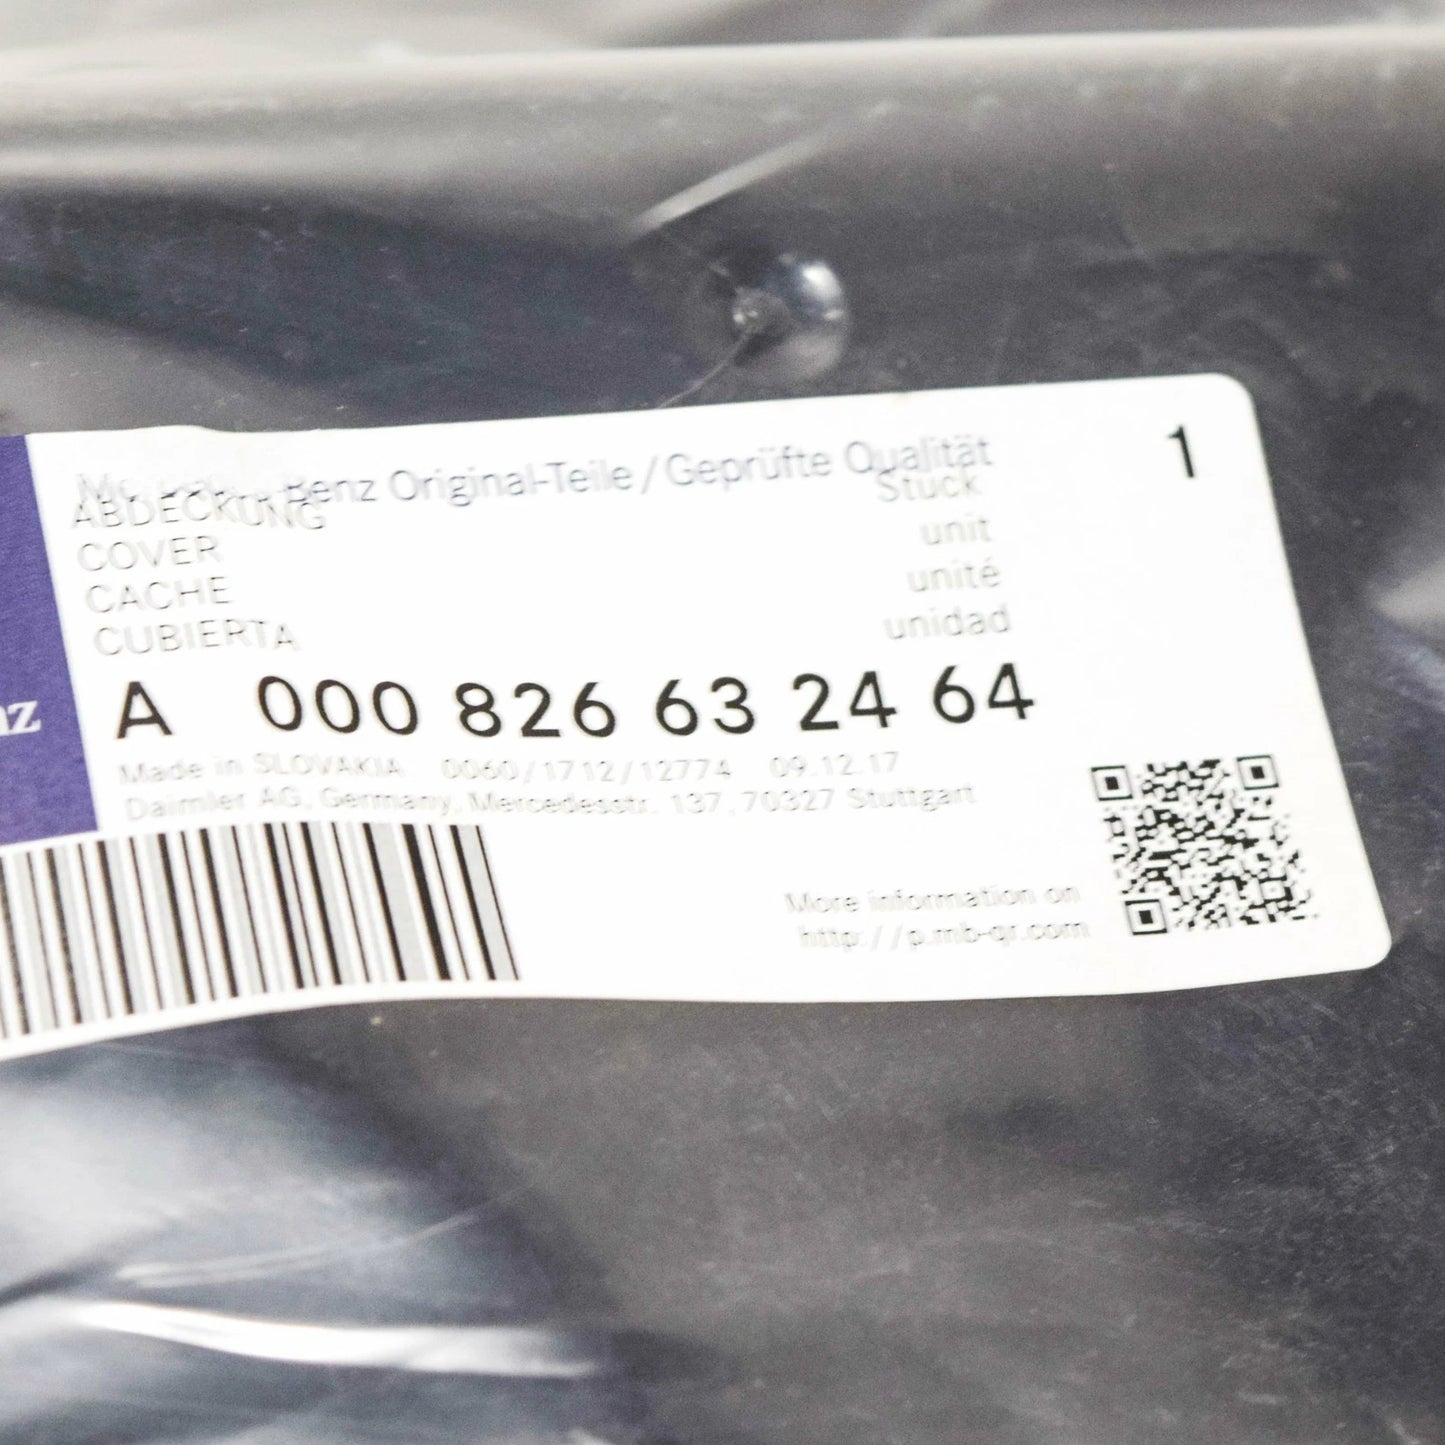 Mercedes-Benz Original-Teile / Geprüfte Qualität 1
ABDECKUNG Stück
COVER unit
CACHE unité
CUBIERTA unidad
nz
A 000 826 63 24 64
Made in SLOVAKIA 0060/1712/12774 09.12.17
Daimler AG, Germany, Mercedesstr. 137, 70327 Stuttgart
More information on
http://p.mb-qr.com